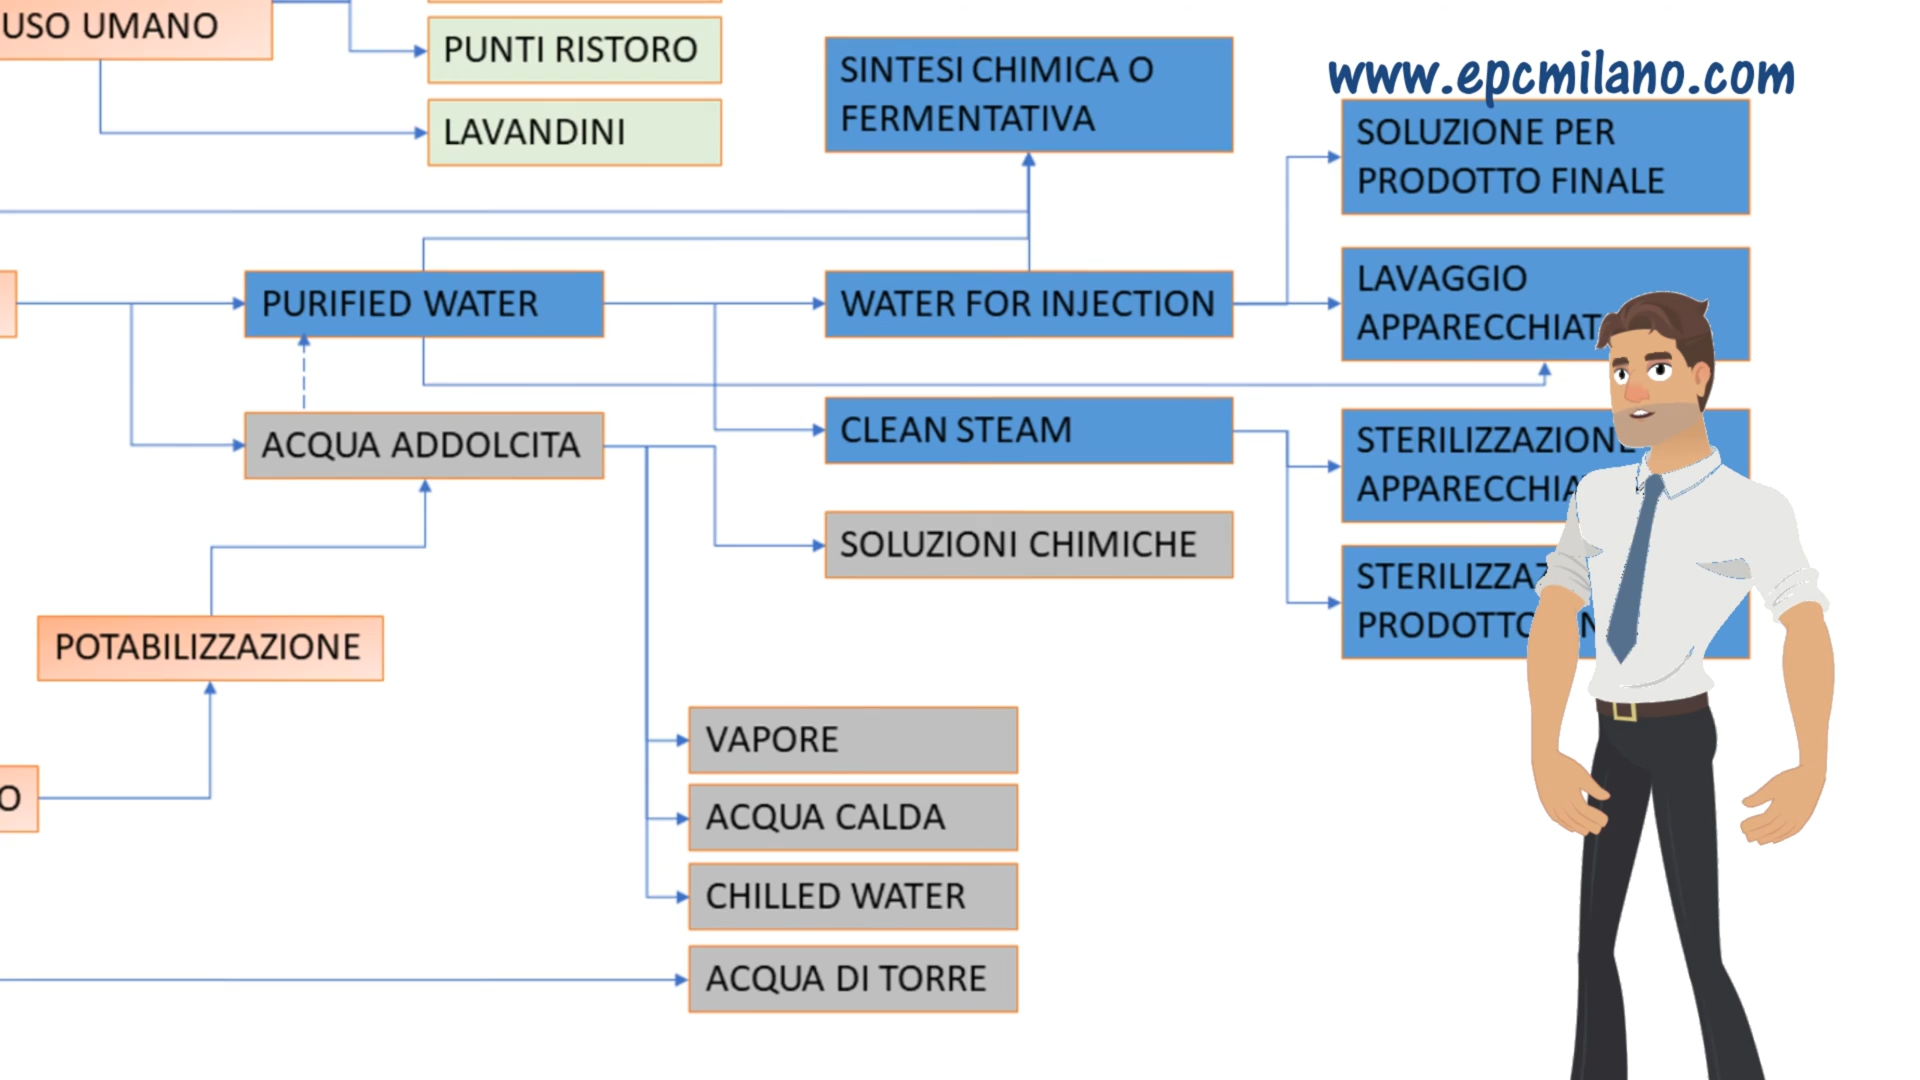 USO UMANO
PUNTI RISTORO
LAVANDINI
SINTESI CHIMICA O
FERMENTATIVA
www.epcmilano.com
SOLUZIONE PER
PRODOTTO FINALE
PURIFIED WATER
WATER FOR INJECTION
LAVAGGIO
ACQUA ADDOLCITA
CLEAN STEAM
SOLUZIONI CHIMICHE
PRODOTTO
POTABILIZZAZIONE
VAPORE
ACQUA CALDA
CHILLED WATER
ACQUA DI TORRE